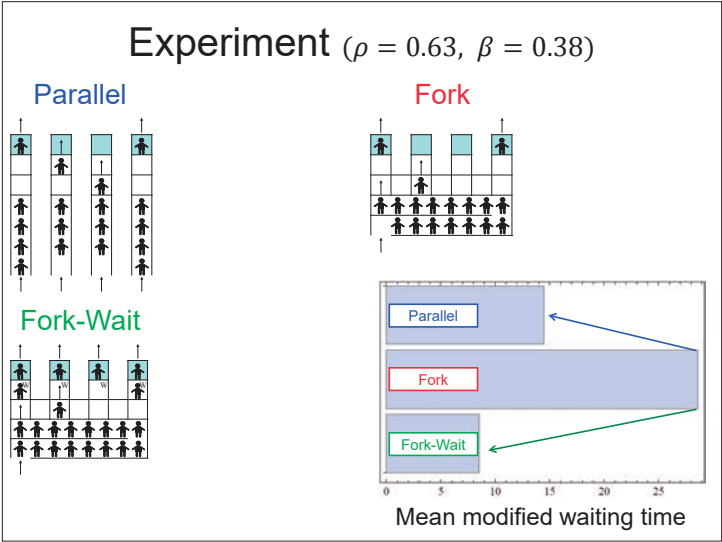 Experiment (ρ = 0.63, β = 0.38)
Parallel
Fork
Fork-Wait
W
W
W
W
Parallel
Fork
Fork-Wait
0 5 10 15 20 25
Mean modified waiting time